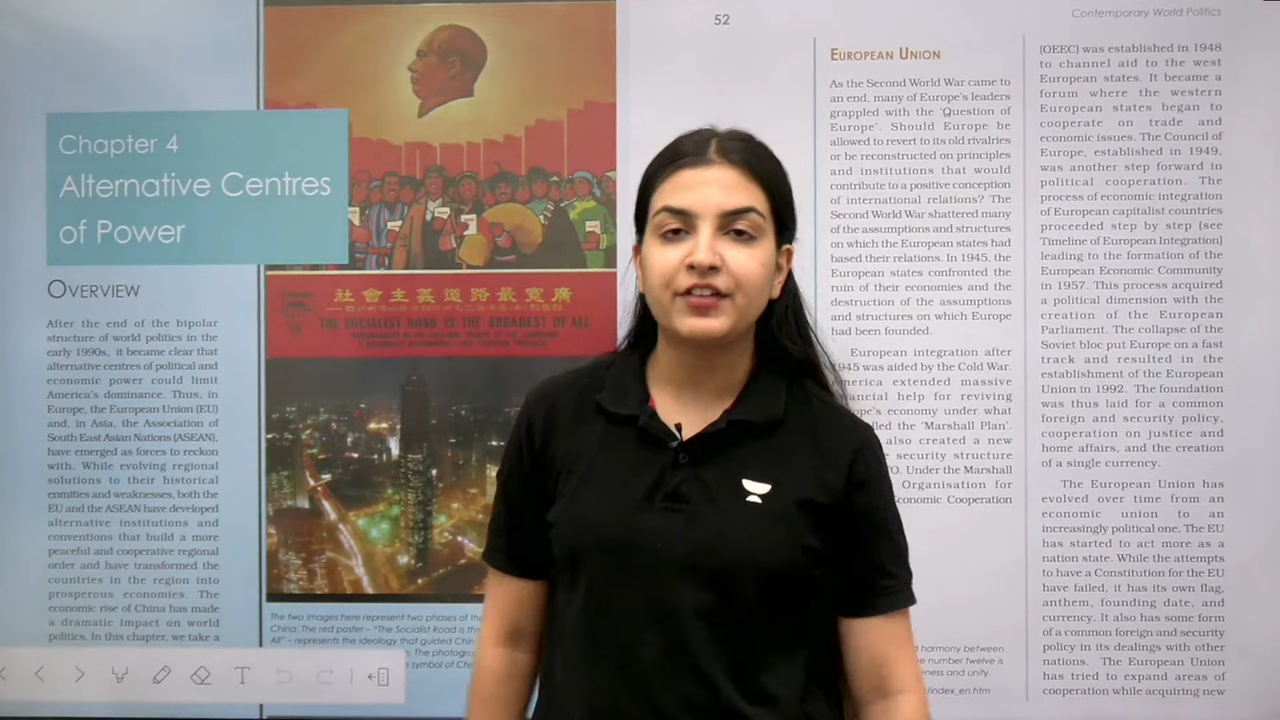 Chapter 4
Alternative Centres
of Power
OVERVIEW
After the end of the bipolar
structure of world politics in the
early 1990s, it became clear that
alternative centres of political and
economic power could limit
America's dominance. Thus, in
Europe, the European Union (EU)
and, in Asia, the Association of
South East Asian Nations (ASEAN),
have emerged as forces to reckon
with. While evolving regional
solutions to their historical
enmities and weaknesses, both the
EU and the ASEAN have developed
alternative institutions and
conventions that build a more
peaceful and cooperative regional
order and have transformed the
countries in the region into
prosperous economies. The
economic rise of China has made
a dramatic impact on world
politics. In this chapter, we take a
社會主義道路最寬廣
THE SOCIALIST ROAD IS THE BROADEST OF ALL
The two images here represent two phases of the
China. The red poster – "The Socialist Road is the
All" – represents the ideology that guided
symbol of
52
Contemporary World Politics
EUROPEAN UNION
As the Second World War came to
an end, many of Europe's leaders
grappled with the 'Question of
Europe'. Should Europe be
allowed to revert to its old rivalries
or be reconstructed on principles
and institutions that would
contribute to a positive conception
of international relations? The
Second World War shattered many
of the assumptions and structures
on which the European states had
based their relations. In 1945, the
European states confronted the
ruin of their economies and the
destruction of the assumptions
and structures on which Europe
had been founded.
European integration after
945 was aided by the Cold War.
merica extended massive
ancial help for reviving
ope's economy under what
lled the 'Marshall Plan'.
also created a new
security structure
O. Under the Marshall
Organisation for
conomic Cooperation
d harmony between
e number twelve is
eness and unity.
/index_en.htm
(OEEC) was established in 1948
to channel aid to the west
European states. It became a
forum where the western
European states began to
cooperate on trade and
economic issues. The Council of
Europe, established in 1949,
was another step forward in
political cooperation. The
process of economic integration
of European capitalist countries
proceeded step by step (see
Timeline of European Integration)
leading to the formation of the
European Economic Community
in 1957. This process acquired
a political dimension with the
creation of the European
Parliament. The collapse of the
Soviet bloc put Europe on a fast
track and resulted in the
establishment of the European
Union in 1992. The foundation
was thus laid for a common
foreign and security policy,
cooperation on justice and
home affairs, and the creation
of a single currency.
The European Union has
evolved over time from an
economic union to an
increasingly political one. The EU
has started to act more as a
nation state. While the attempts
to have a Constitution for the EU
have failed, it has its own flag,
anthem, founding date, and
currency. It also has some form
of a common foreign and security
policy in its dealings with other
nations. The European Union
has tried to expand areas of
cooperation while acquiring new